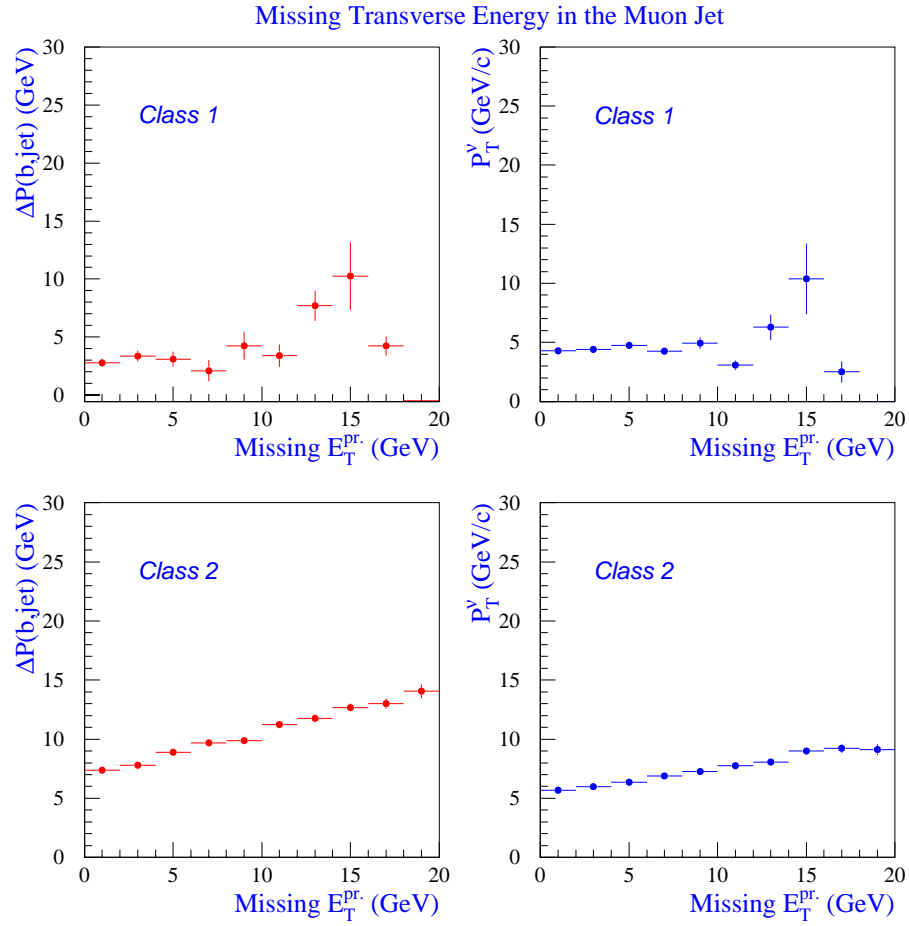 Missing Transverse Energy in the Muon Jet
ΔP(b,jet) (GeV)
30
25
20
15
10
5
0
Class 1
0 5 10 15 20
Missing E_T^pr. (GeV)
P_T^ν (GeV/c)
30
25
20
15
10
5
0
Class 1
0 5 10 15 20
Missing E_T^pr. (GeV)
ΔP(b,jet) (GeV)
30
25
20
15
10
5
0
Class 2
0 5 10 15 20
Missing E_T^pr. (GeV)
P_T^ν (GeV/c)
30
25
20
15
10
5
0
Class 2
0 5 10 15 20
Missing E_T^pr. (GeV)